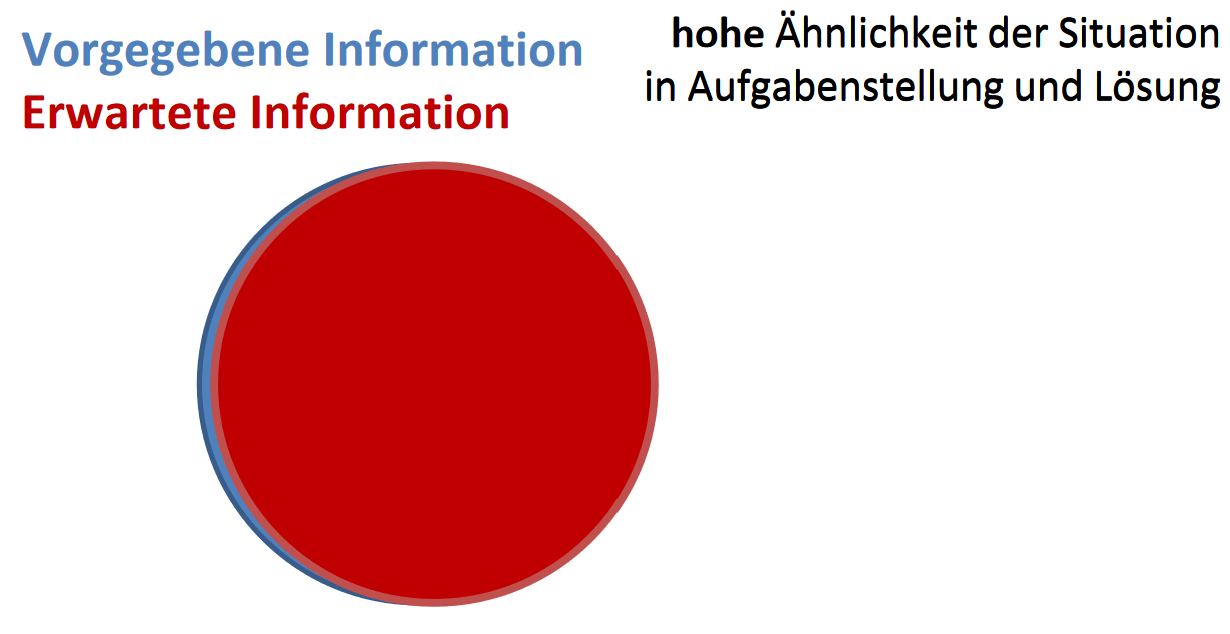 Vorgegebene Information
Erwartete Information
hohe Ähnlichkeit der Situation
in Aufgabenstellung und Lösung